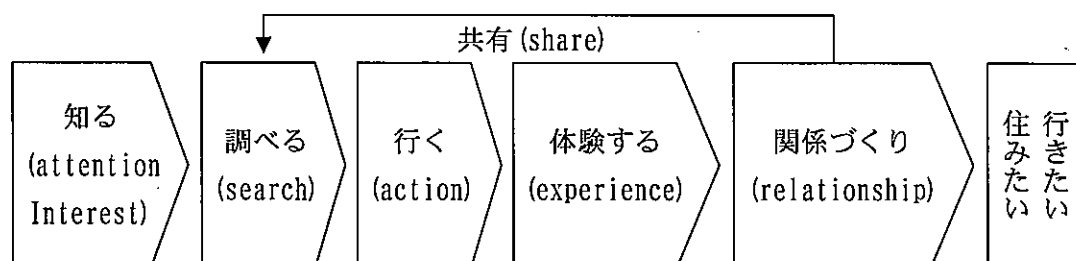 共有(share)
知る
(attention
Interest)
調べる
(search)
行く
(action)
体験する
(experience)
関係づくり
(relationship)
行きたい
住みたい